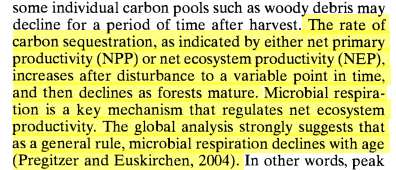 some individual carbon pools such as woody debris may
decline for a period of time after harvest. The rate of
carbon sequestration, as indicated by either net primary
productivity (NPP) or net ecosystem productivity (NEP),
increases after disturbance to a variable point in time,
and then declines as forests mature. Microbial respira-
tion is a key mechanism that regulates net ecosystem
productivity. The global analysis strongly suggests that
as a general rule, microbial respiration declines with age
(Pregitzer and Euskirchen, 2004). In other words, peak